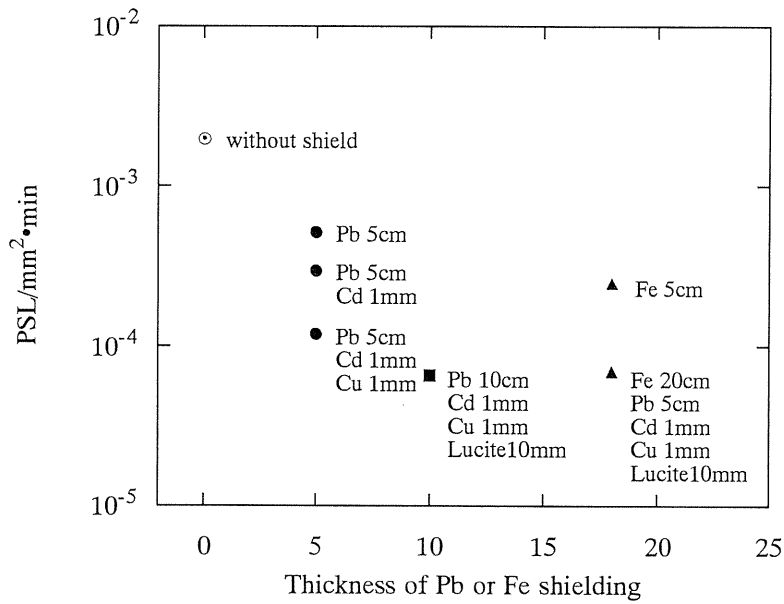 10⁻²
without shield
10⁻³
PSL/mm²•min
Pb 5cm
Pb 5cm
Cd 1mm
Fe 5cm
10⁻⁴
Pb 5cm
Cd 1mm
Cu 1mm
Pb 10cm
Cd 1mm
Cu 1mm
Lucite10mm
Fe 20cm
Pb 5cm
Cd 1mm
Cu 1mm
Lucite10mm
10⁻⁵
0 5 10 15 20 25
Thickness of Pb or Fe shielding